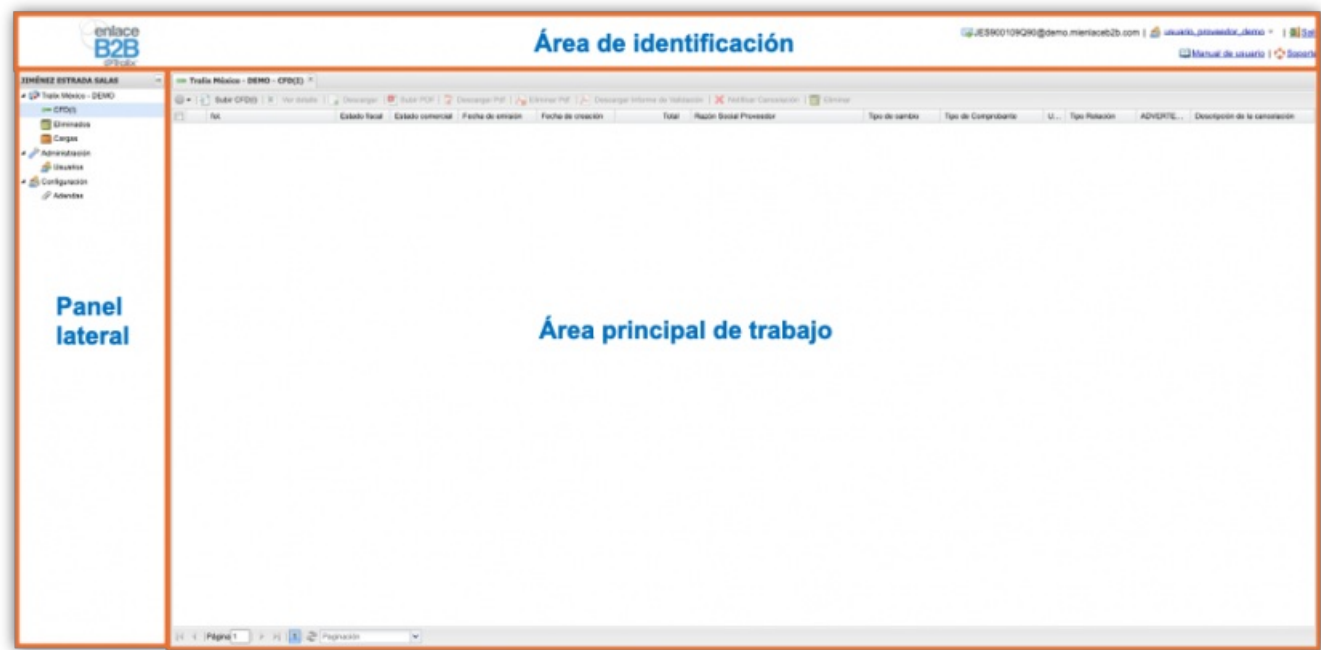 enlace
B2B
Área de identificación
JES900109Q90@demo.mienlaceb2b.com | usuario_proveedor_demo |
Manual de usuario | Soporte
JIMÉNEZ ESTRADA SALAS
Tralix México - DEMO - CFD(I)
Tralix México - DEMO
CFD(I)
Eliminados
Cargas
Administración
Usuarios
Configuración
Adendas
Subir CFD(I) | Ver detalle | Descargar | Subir PDF | Descargar Pdf | Eliminar Pdf | Descargar Informe de Validación | Notificar Cancelación | Eliminar
Estado fiscal Estado comercial Fecha de emisión Fecha de creación Total Razón Social Proveedor Tipo de cambio Tipo de Comprobante U... Tipo Relación ADVERTE... Descripción de la cancelación
Panel
lateral
Área principal de trabajo
Página 1 Paginación